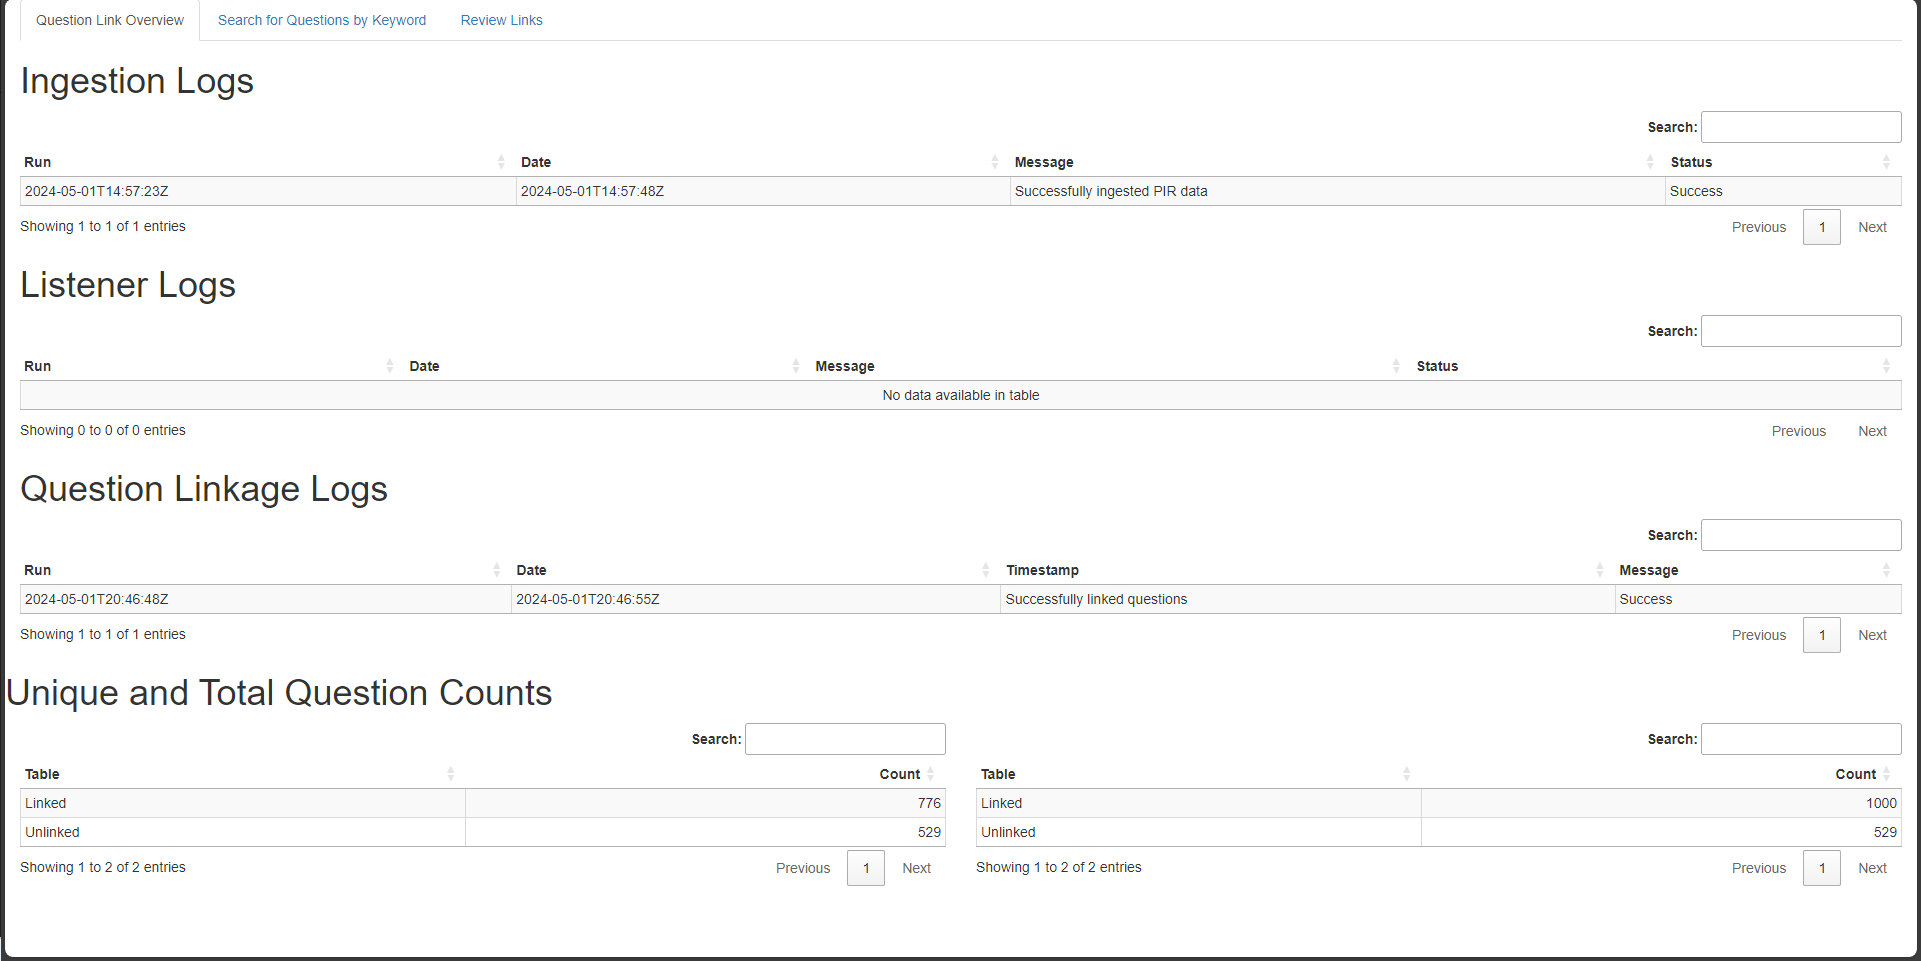 Question Link Overview Search for Questions by Keyword Review Links
Ingestion Logs
Search:
Run Date Message Status
2024-05-01T14:57:23Z 2024-05-01T14:57:48Z Successfully ingested PIR data Success
Showing 1 to 1 of 1 entries Previous 1 Next
Listener Logs
Search:
Run Date Message Status
No data available in table
Showing 0 to 0 of 0 entries Previous Next
Question Linkage Logs
Search:
Run Date Timestamp Message
2024-05-01T20:46:48Z 2024-05-01T20:46:55Z Successfully linked questions Success
Showing 1 to 1 of 1 entries Previous 1 Next
Unique and Total Question Counts
Search: Search:
Table Count Table Count
Linked 776 Linked 1000
Unlinked 529 Unlinked 529
Showing 1 to 2 of 2 entries Previous 1 Next Showing 1 to 2 of 2 entries Previous 1 Next